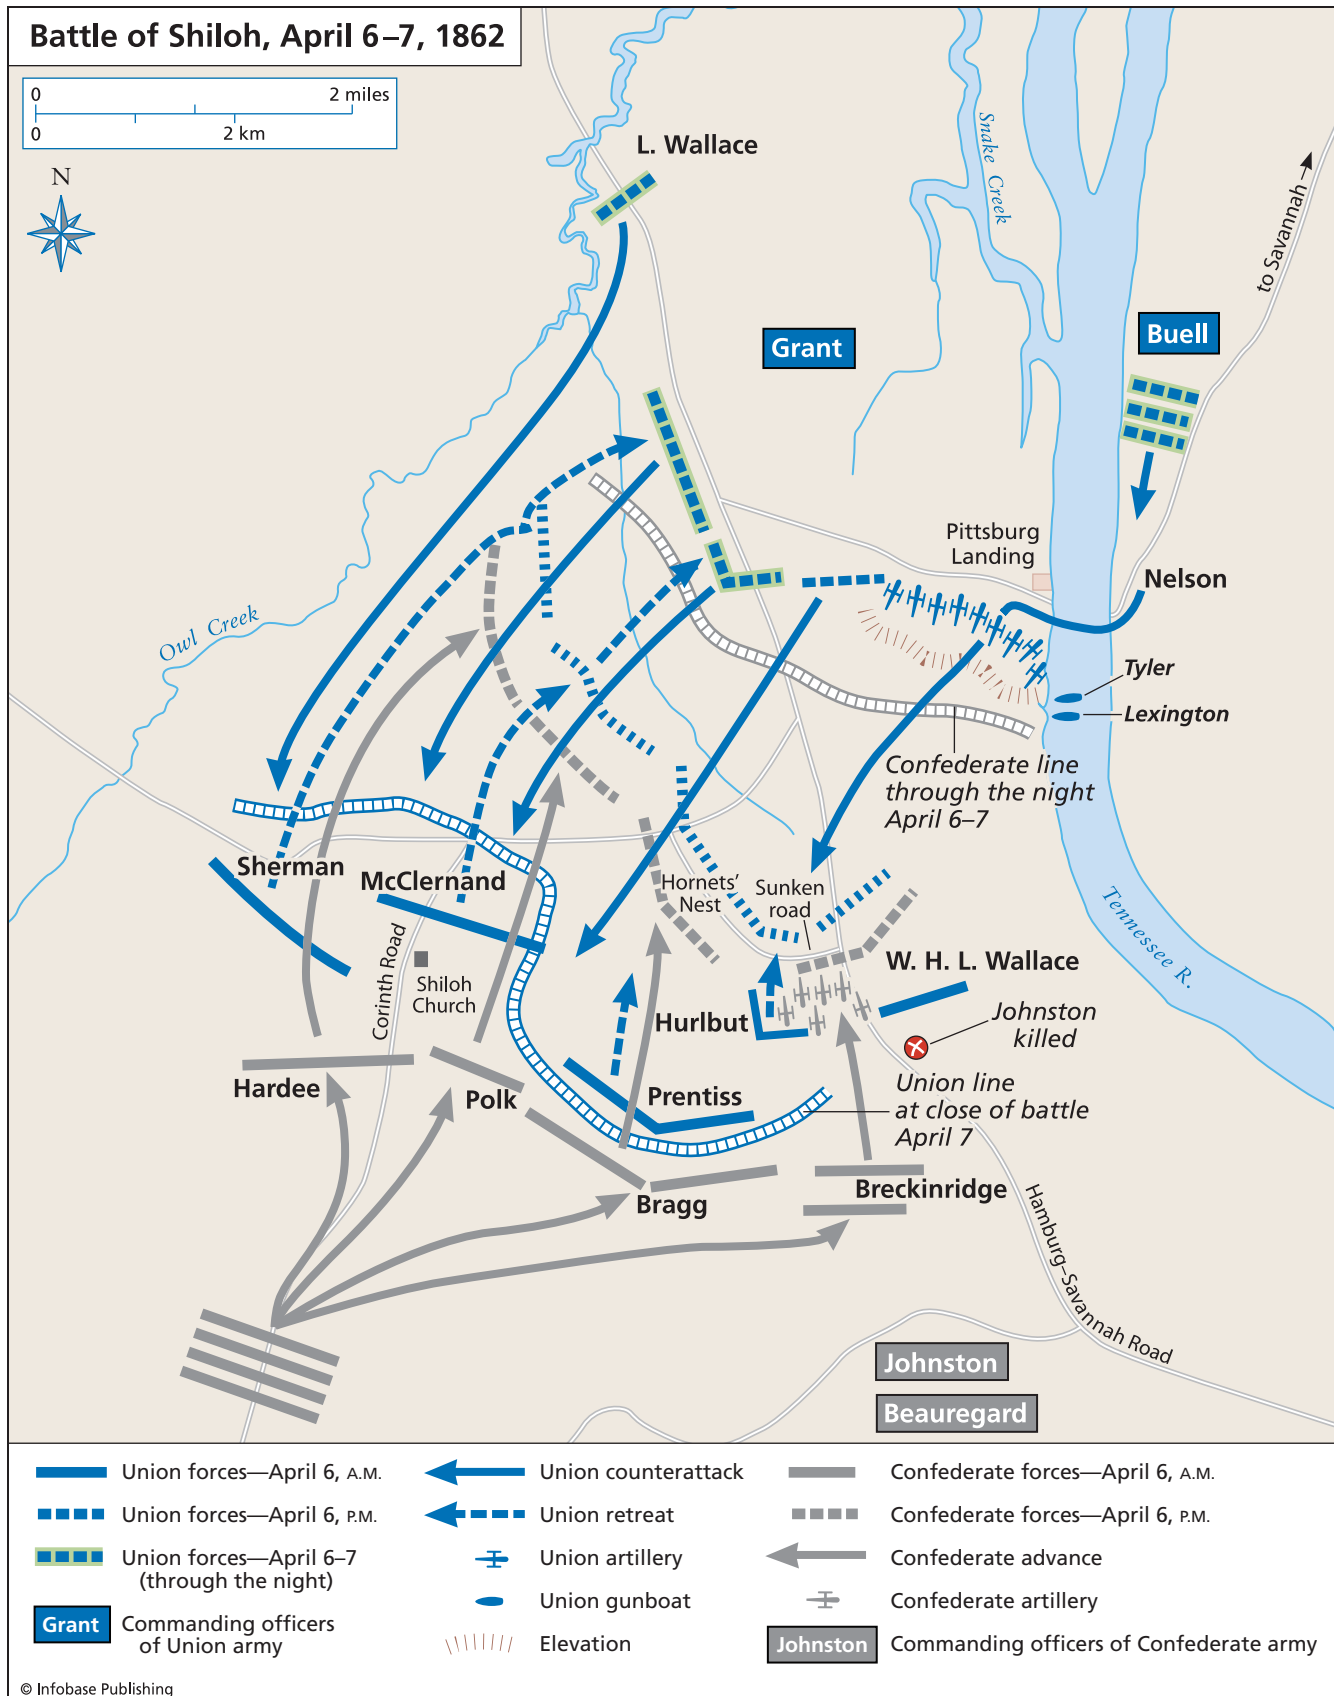 Battle of Shiloh, April 6–7, 1862
0 2 miles
0 2 km
N
L. Wallace
Snake Creek
to Savannah
Grant
Buell
Pittsburg
Landing
Nelson
Owl Creek
Tyler
Lexington
Confederate line
through the night
April 6–7
Sherman
McClernand
Hornets’
Nest
Sunken
road
Tennessee R.
Corinth Road
Shiloh
Church
W. H. L. Wallace
Hurlbut
Johnston
killed
Hardee
Polk
Prentiss
Union line
at close of battle
April 7
Bragg
Breckinridge
Hamburg–Savannah Road
Johnston
Beauregard
Union forces—April 6, A.M.
Union forces—April 6, P.M.
Union forces—April 6–7
(through the night)
Grant
Commanding officers
of Union army
Union counterattack
Union retreat
Union artillery
Union gunboat
Elevation
Confederate forces—April 6, A.M.
Confederate forces—April 6, P.M.
Confederate advance
Confederate artillery
Johnston
Commanding officers of Confederate army
© Infobase Publishing